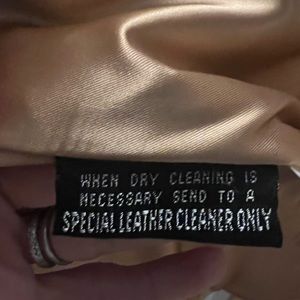 WHEN DRY CLEANING IS
NECESSARY SEND TO A
SPECIAL LEATHER CLEANER ONLY